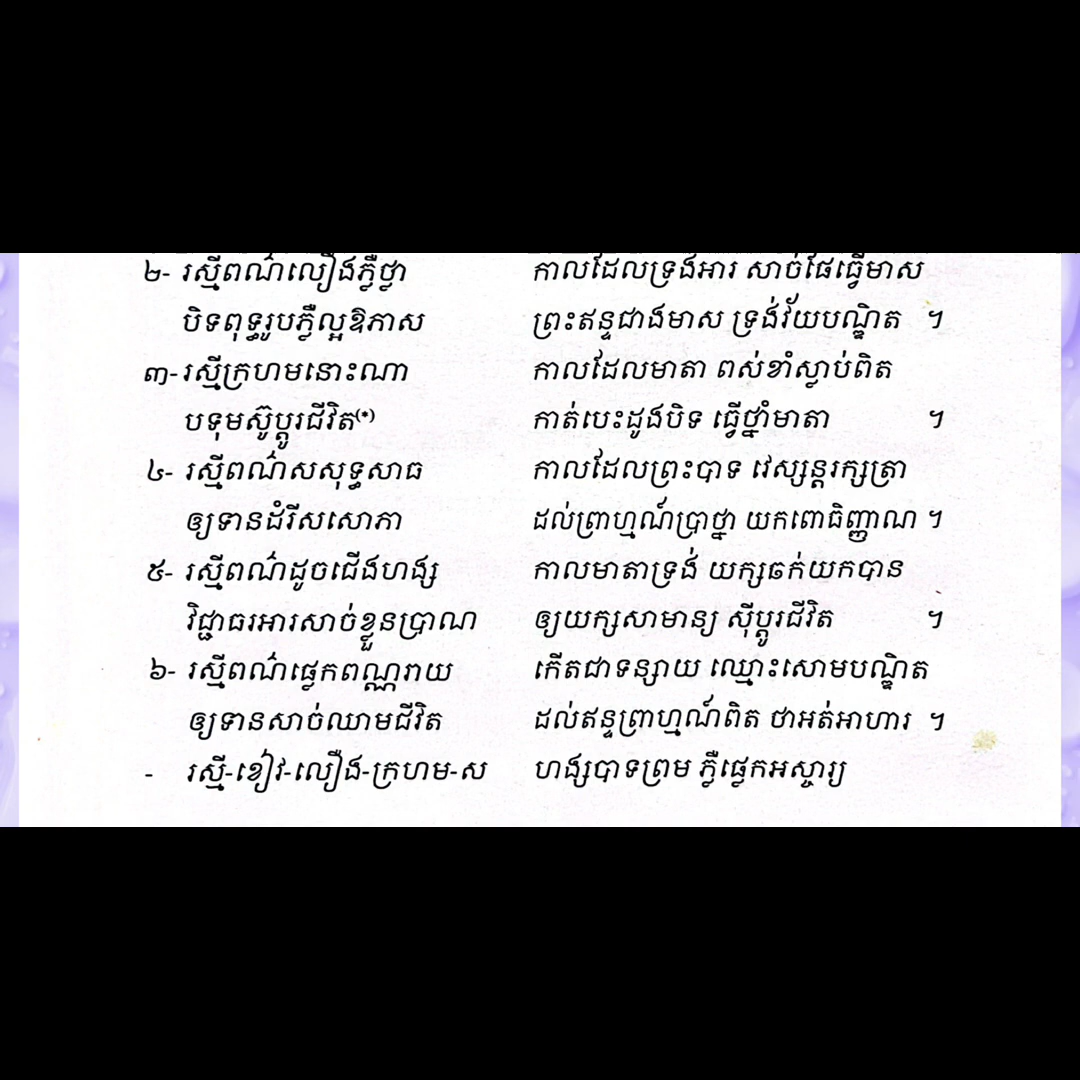 ២- រស្មីពណ៌លឿងភ្លឺថ្លា កាលដែលទ្រង់អារ សាច់ផែធ្វើមាស
បិទពុទ្ធរូបភ្លឺល្អឱភាស ព្រះឥន្ទជាងមាស ទ្រង់វ័យបណ្ឌិត ។
៣- រស្មីក្រហមនោះណា កាលដែលមាតា ពស់ខាំស្លាប់ពិត
បទុមស៊ូប្តូរជីវិត(*) កាត់បេះដូងបិទ ធ្វើថ្នាំមាតា ។
៤- រស្មីពណ៌សសុទ្ធសាធ កាលដែលព្រះបាទ វេស្សន្តរក្សត្រា
ឲ្យទានដំរីសសោភា ដល់ព្រាហ្មណ៍ប្រាថ្នា យកពោធិញ្ញាណ ។
៥- រស្មីពណ៌ដូចជើងហង្ស កាលមាតាទ្រង់ យក្សឆក់យកបាន
វិជ្ជាធរអារសាច់ខ្លួនប្រាណ ឲ្យយក្សសាមាន្យ ស៊ីប្តូរជីវិត ។
៦- រស្មីពណ៌ផ្លេកពណ្ណរាយ កើតជាទន្សាយ ឈ្មោះសោមបណ្ឌិត
ឲ្យទានសាច់ឈាមជីវិត ដល់ឥន្ទព្រាហ្មណ៍ពិត ថាអត់អាហារ ។
- រស្មី-ខៀវ-លឿង-ក្រហម-ស ហង្សបាទព្រម ភ្លឺផ្លេកអស្ចារ្យ